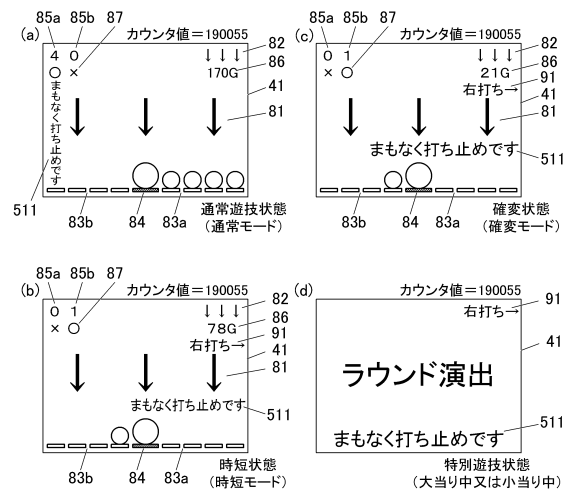 85a 85b 87
(a)
カウンタ値＝190055
4 0
↓ ↓ ↓
82
○ ×
170G
86
41
81
まもなく打ち止めです
511
83b 84 83a
通常遊技状態
(通常モード)
85a 85b 87
(c)
カウンタ値＝190055
0 1
↓ ↓ ↓
82
× ○
21G
86
右打ち→
91
41
81
まもなく打ち止めです
511
83b 84 83a
確変状態
(確変モード)
85a 85b 87
(b)
カウンタ値＝190055
0 1
↓ ↓ ↓
82
× ○
78G
86
右打ち→
91
41
81
まもなく打ち止めです
511
83b 84 83a
時短状態
(時短モード)
(d)
カウンタ値＝190055
右打ち→
91
41
ラウンド演出
511
まもなく打ち止めです
特別遊技状態
(大当り中又は小当り中)